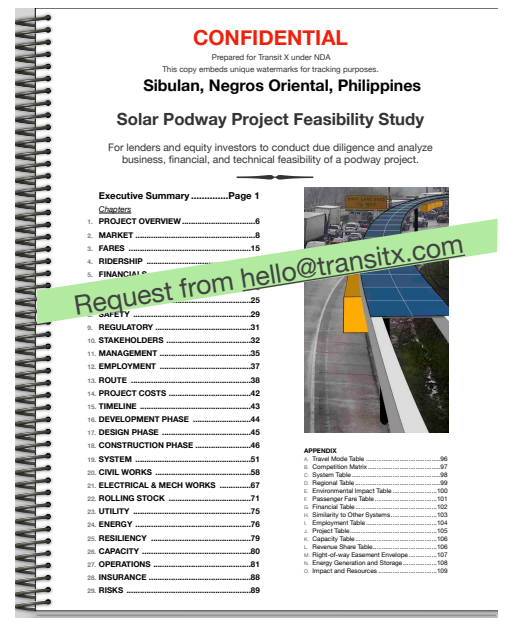 CONFIDENTIAL
Prepared for Transit X under NDA
This copy embeds unique watermarks for tracking purposes.
Sibulan, Negros Oriental, Philippines
Solar Podway Project Feasibility Study
For lenders and equity investors to conduct due diligence and analyze
business, financial, and technical feasibility of a podway project.
Executive Summary ..............Page 1
Chapters
1. PROJECT OVERVIEW ..................................6
2. MARKET ..................................8
3. FARES ..................................15
4. RIDERSHIP
5. FINANCIALS
Request from hello@transitx.com
25
8. SAFETY ..................................29
9. REGULATORY ..................................31
10. STAKEHOLDERS ..................................32
11. MANAGEMENT ..................................35
12. EMPLOYMENT ..................................37
13. ROUTE ..................................38
14. PROJECT COSTS ..................................42
15. TIMELINE ..................................43
16. DEVELOPMENT PHASE ..................................44
17. DESIGN PHASE ..................................45
18. CONSTRUCTION PHASE ..................................46
19. SYSTEM ..................................51
20. CIVIL WORKS ..................................58
21. ELECTRICAL & MECH WORKS ...........67
22. ROLLING STOCK ..................................71
23. UTILITY ..................................75
24. ENERGY ..................................76
25. RESILIENCY ..................................79
26. CAPACITY ..................................80
27. OPERATIONS ..................................81
28. INSURANCE ..................................88
29. RISKS ..................................89
APPENDIX
A. Travel Mode Table ..................................96
B. Competition Matrix ..................................97
C. System Table ..................................98
D. Regional Table ..................................99
E. Environmental Impact Table ..................................100
F. Passenger Fare Table ..................................101
G. Financial Table ..................................102
H. Similarity to Other Systems ..................................103
I. Employment Table ..................................104
J. Project Table ..................................105
K. Capacity Table ..................................106
L. Revenue Share Table ..................................106
M. Right-of-way Easement Envelope ...............107
N. Energy Generation and Storage ..................108
O. Impact and Resources ..................................109